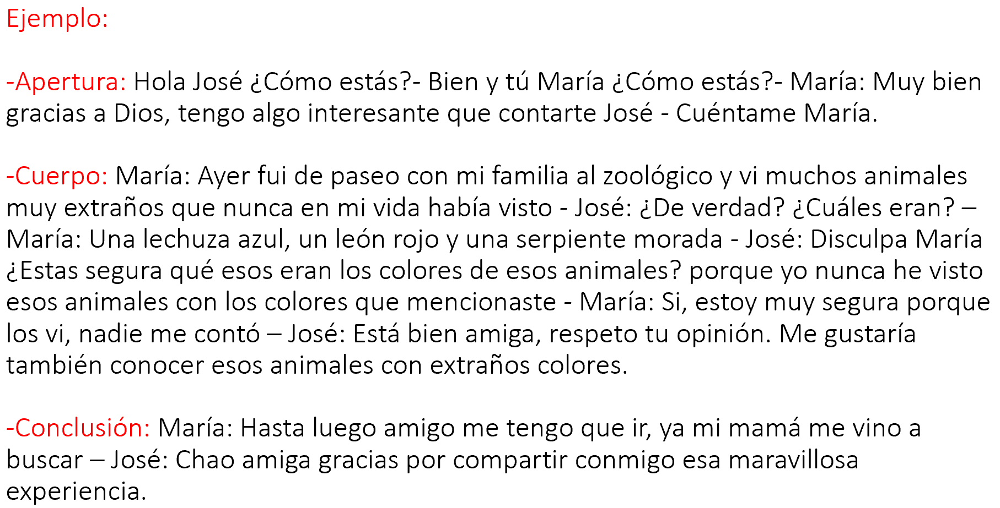 Ejemplo:
-Apertura: Hola José ¿Cómo estás?- Bien y tú María ¿Cómo estás?- María: Muy bien
gracias a Dios, tengo algo interesante que contarte José - Cuéntame María.
-Cuerpo: María: Ayer fui de paseo con mi familia al zoológico y vi muchos animales
muy extraños que nunca en mi vida había visto - José: ¿De verdad? ¿Cuáles eran? –
María: Una lechuza azul, un león rojo y una serpiente morada - José: Disculpa María
¿Estas segura qué esos eran los colores de esos animales? porque yo nunca he visto
esos animales con los colores que mencionaste - María: Si, estoy muy segura porque
los vi, nadie me contó – José: Está bien amiga, respeto tu opinión. Me gustaría
también conocer esos animales con extraños colores.
-Conclusión: María: Hasta luego amigo me tengo que ir, ya mi mamá me vino a
buscar – José: Chao amiga gracias por compartir conmigo esa maravillosa
experiencia.